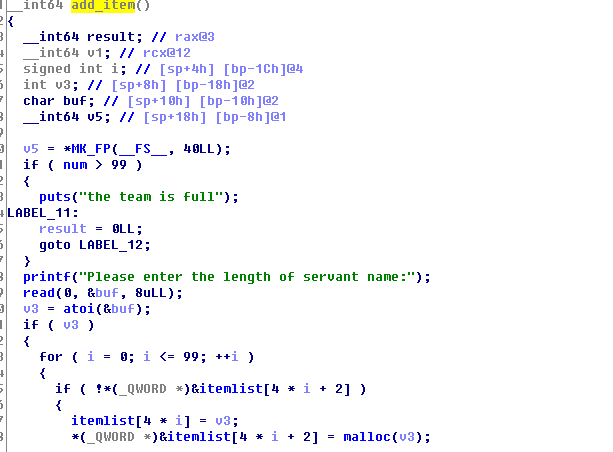 __int64 add_item()
{
__int64 result; // rax@3
__int64 v1; // rcx@12
signed int i; // [sp+4h] [bp-1Ch]@4
int v3; // [sp+8h] [bp-18h]@2
char buf; // [sp+10h] [bp-10h]@2
__int64 v5; // [sp+18h] [bp-8h]@1
v5 = *MK_FP(__FS__, 40LL);
if ( num > 99 )
{
puts("the team is full");
LABEL_11:
result = 0LL;
goto LABEL_12;
}
printf("Please enter the length of servant name:");
read(0, &buf, 8uLL);
v3 = atoi(&buf);
if ( v3 )
{
for ( i = 0; i <= 99; ++i )
{
if ( !*(_QWORD *)&itemlist[4 * i + 2] )
{
itemlist[4 * i] = v3;
*(_QWORD *)&itemlist[4 * i + 2] = malloc(v3);